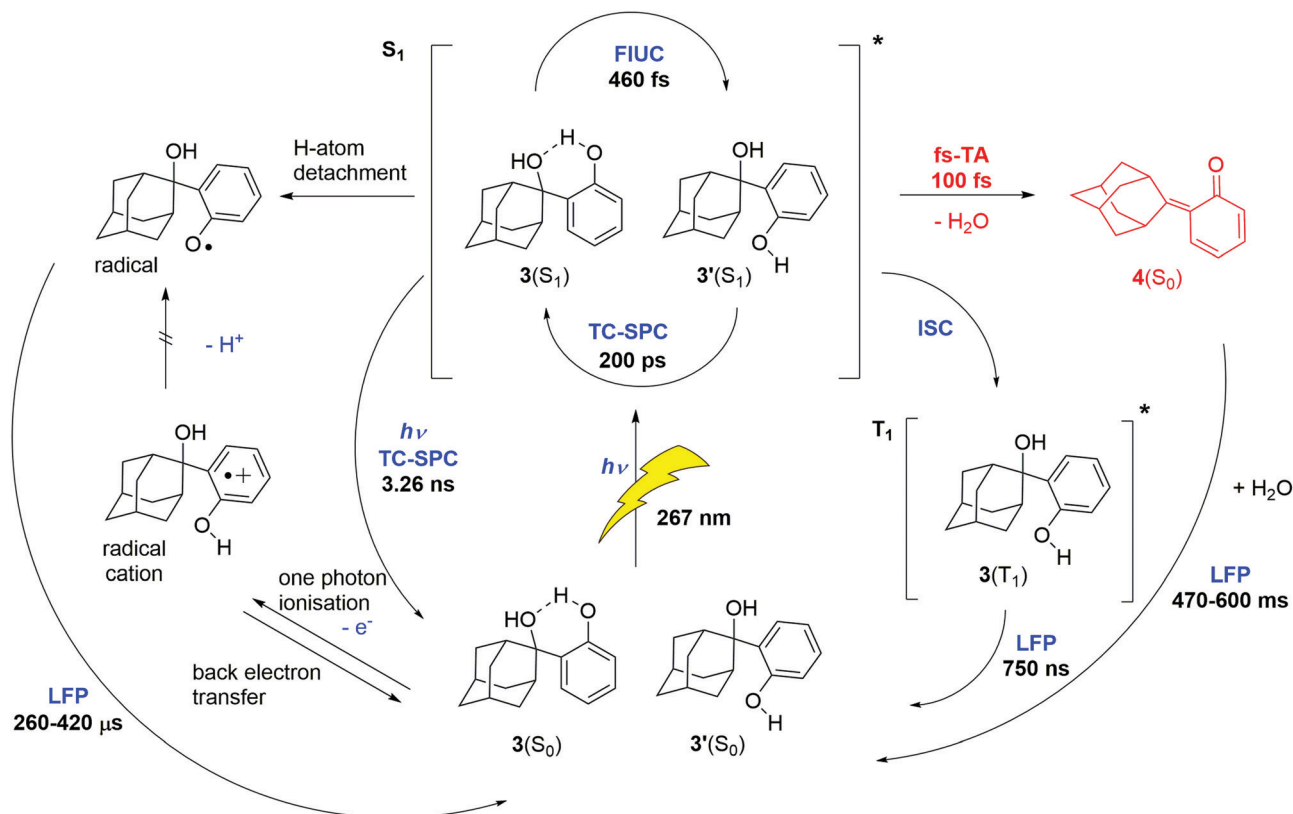 S₁
*
FlUC
460 fs
OH
H-atom
detachment
O•
radical
H
HO
O
3(S₁)
OH
O
H
3'(S₁)
fs-TA
100 fs
- H₂O
O
4(S₀)
TC-SPC
200 ps
ISC
- H⁺
hν
TC-SPC
3.26 ns
hν
267 nm
T₁
*
OH
O
H
3(T₁)
+ H₂O
LFP
470-600 ms
OH
•+
O
H
radical
cation
one photon
ionisation
- e⁻
back electron
transfer
H
HO
O
3(S₀)
OH
O
H
3'(S₀)
LFP
750 ns
LFP
260-420 μs